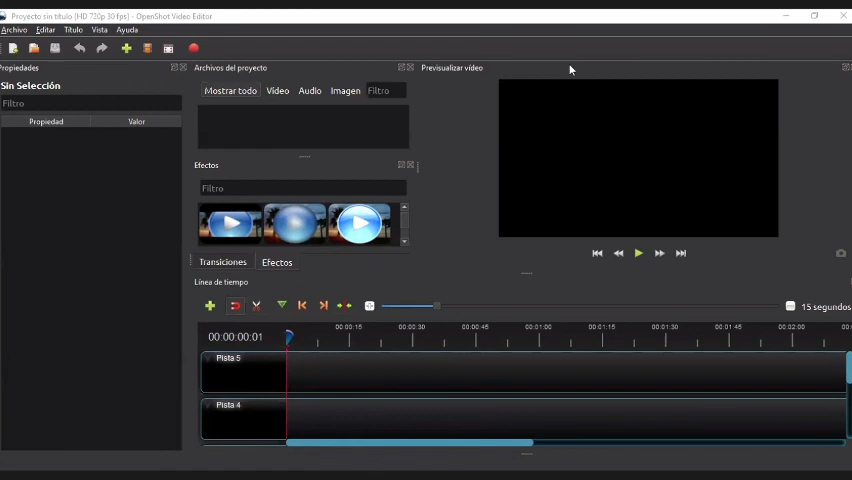 Proyecto sin título [HD 720p 30 fps] - OpenShot Video Editor
Archivo Editar Título Vista Ayuda
Propiedades
Sin Selección
Filtro
Propiedad Valor
Archivos del proyecto
Mostrar todo Vídeo Audio Imagen Filtro
Efectos
Filtro
Transiciones Efectos
Previsualizar vídeo
Línea de tiempo
15 segundos
00:00:00:01
00:00:15 00:00:30 00:00:45 00:01:00 00:01:15 00:01:30 00:01:45 00:02:00
Pista 5
Pista 4